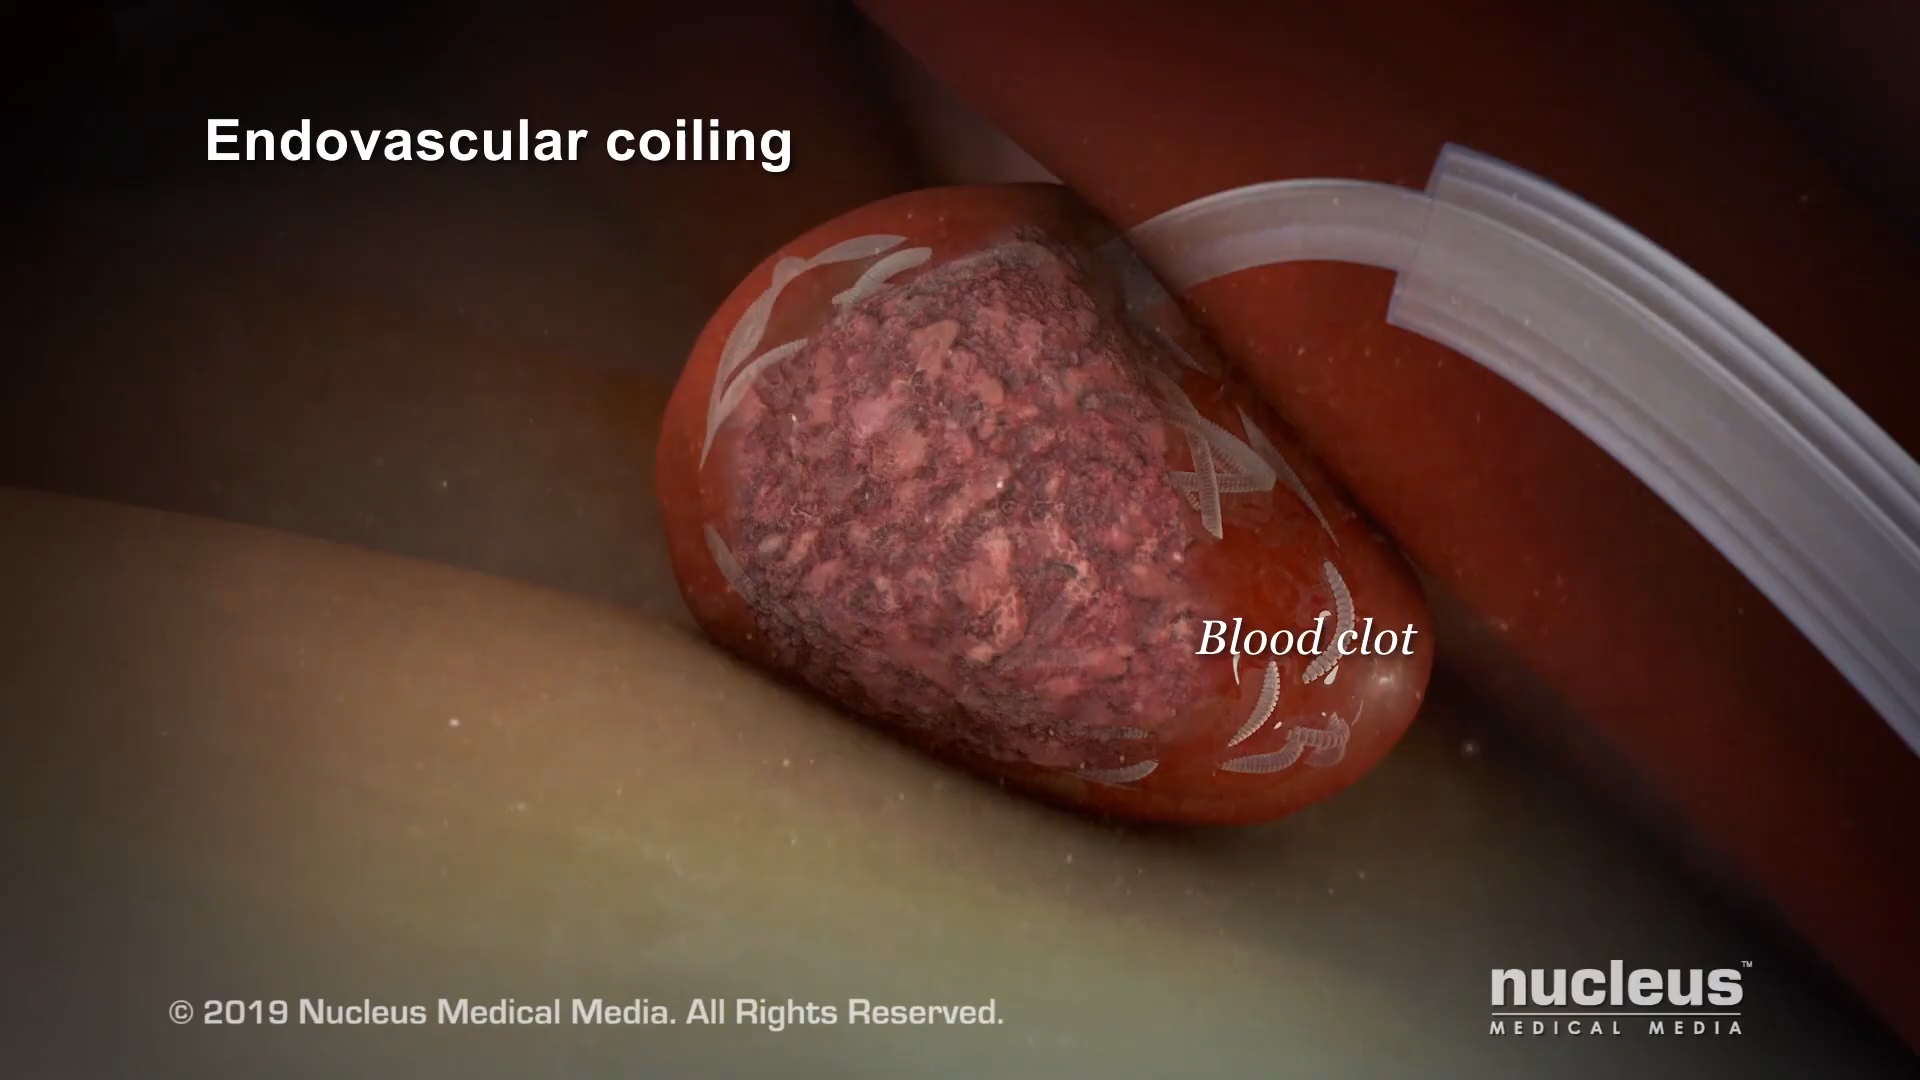 Endovascular coiling
Blood clot
© 2019 Nucleus Medical Media. All Rights Reserved.
nucleus™
MEDICAL MEDIA